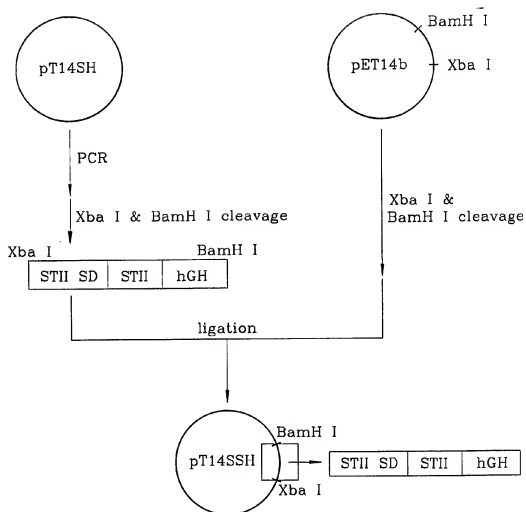 BamH I
pT14SH
pET14b
Xba I
PCR
Xba I & BamH I cleavage
Xba I &
BamH I cleavage
Xba I
BamH I
STII SD
STII
hGH
ligation
BamH I
pT14SSH
STII SD
STII
hGH
Xba I